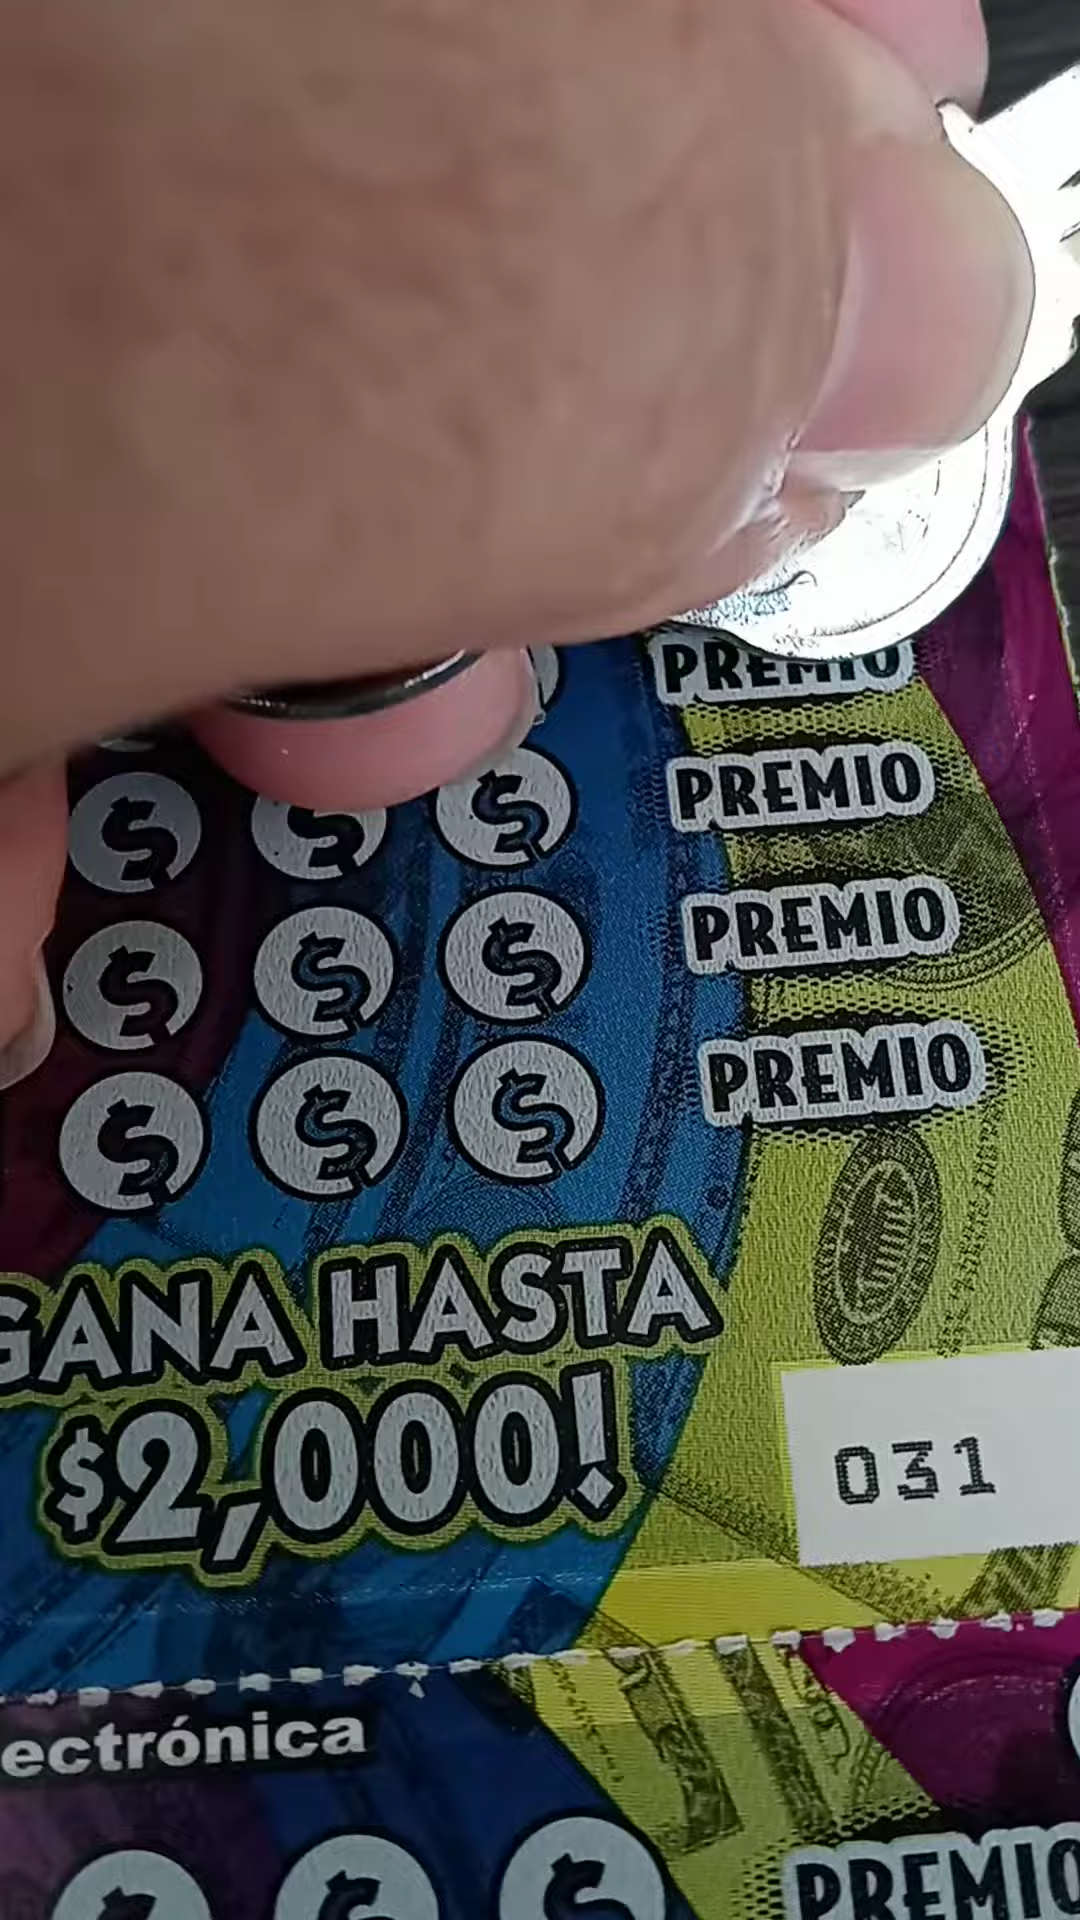 PREMIO
$ $ $ PREMIO
$ $ $ PREMIO
$ $ $ PREMIO
GANA HASTA
$2,000!
031
ectrónica
$ $ $ PREMIO